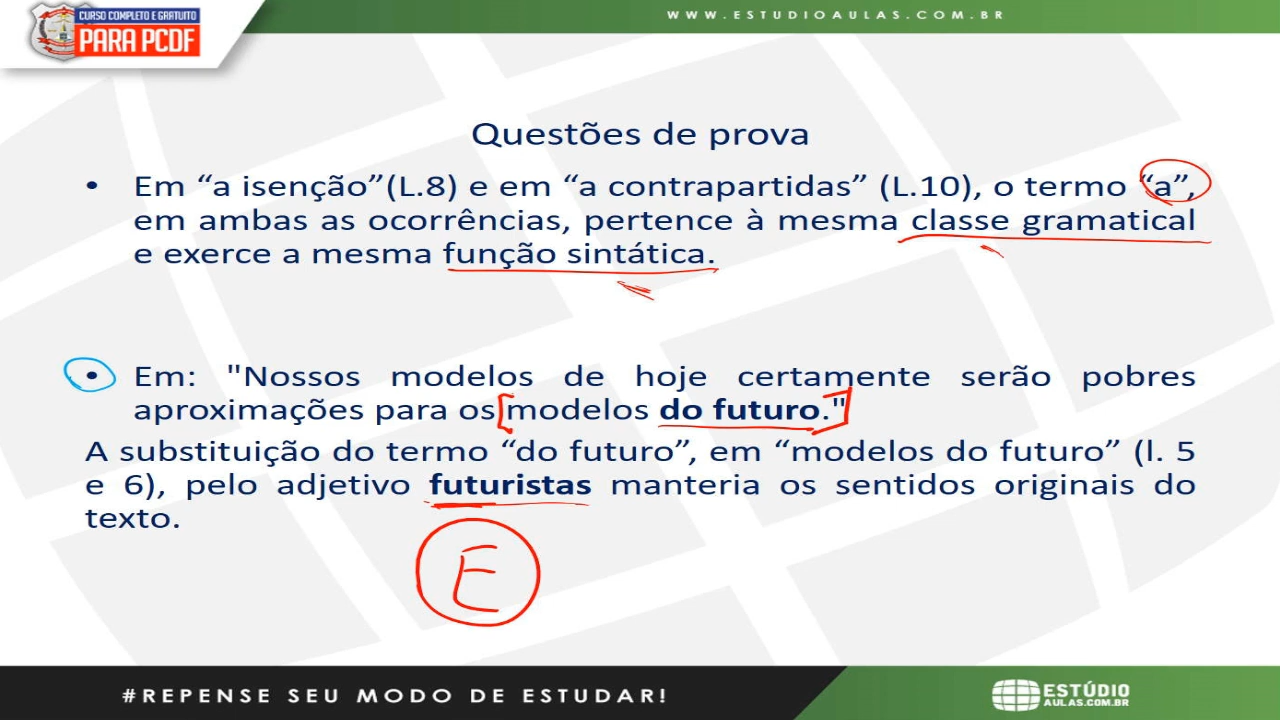 CURSO COMPLETO E GRATUITO
PARA PCDF
WWW.ESTUDIOAULAS.COM.BR
Questões de prova
• Em “a isenção”(L.8) e em “a contrapartidas” (L.10), o termo “a”,
em ambas as ocorrências, pertence à mesma classe gramatical
e exerce a mesma função sintática.
• Em: "Nossos modelos de hoje certamente serão pobres
aproximações para os modelos do futuro."
A substituição do termo “do futuro”, em “modelos do futuro” (l. 5
e 6), pelo adjetivo futuristas manteria os sentidos originais do
texto.
E
#REPENSE SEU MODO DE ESTUDAR!
ESTÚDIO
AULAS.COM.BR